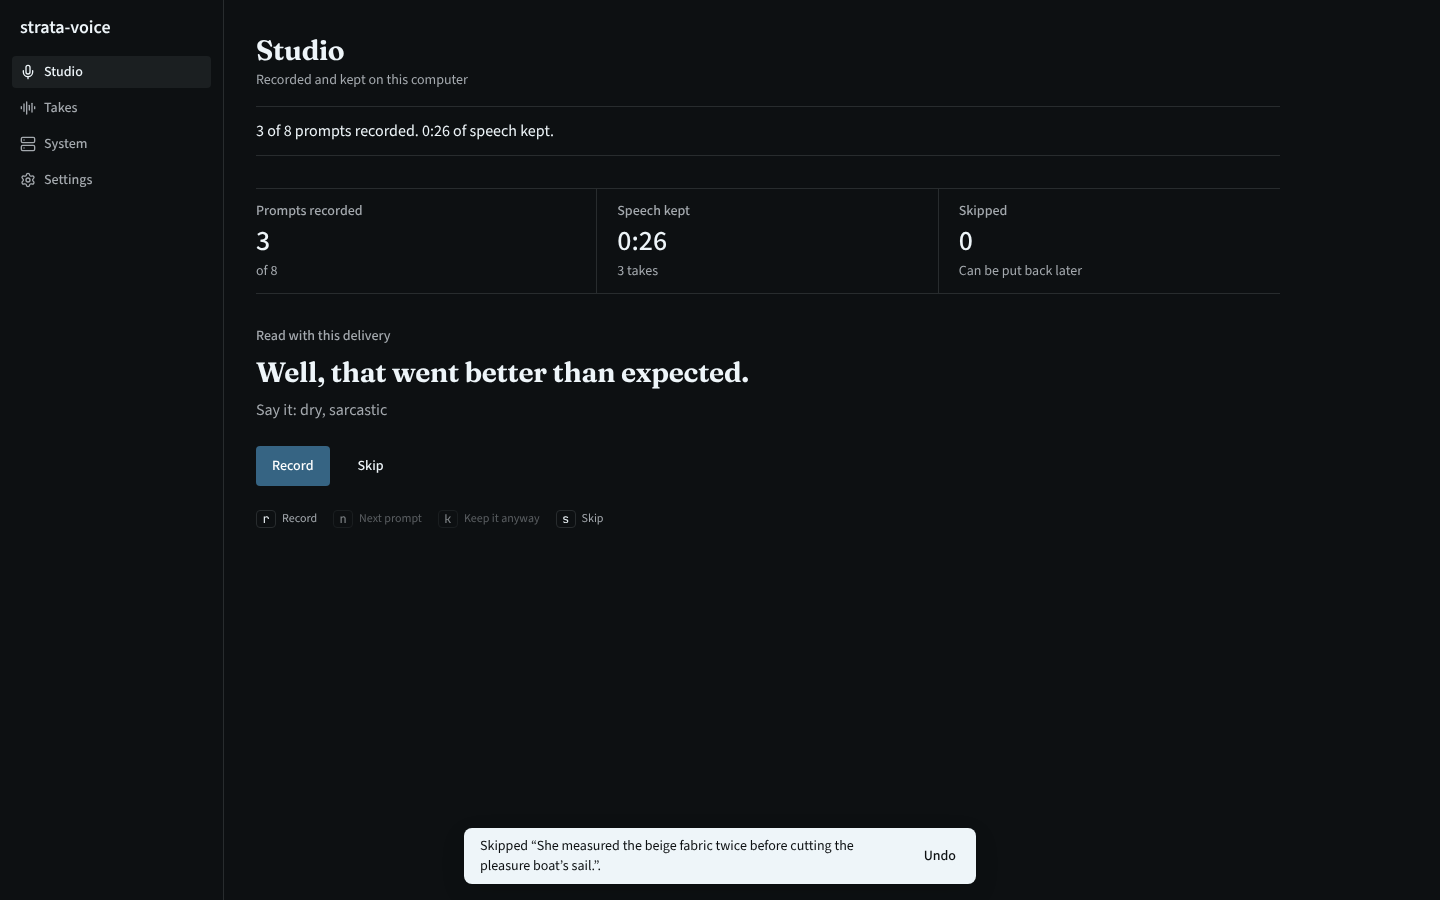 strata-voice
Studio
Takes
System
Settings
Studio
Recorded and kept on this computer
3 of 8 prompts recorded. 0:26 of speech kept.
Prompts recorded
3
of 8
Speech kept
0:26
3 takes
Skipped
0
Can be put back later
Read with this delivery
Well, that went better than expected.
Say it: dry, sarcastic
Record
Skip
r Record n Next prompt k Keep it anyway s Skip
Skipped “She measured the beige fabric twice before cutting the
pleasure boat’s sail.”.
Undo